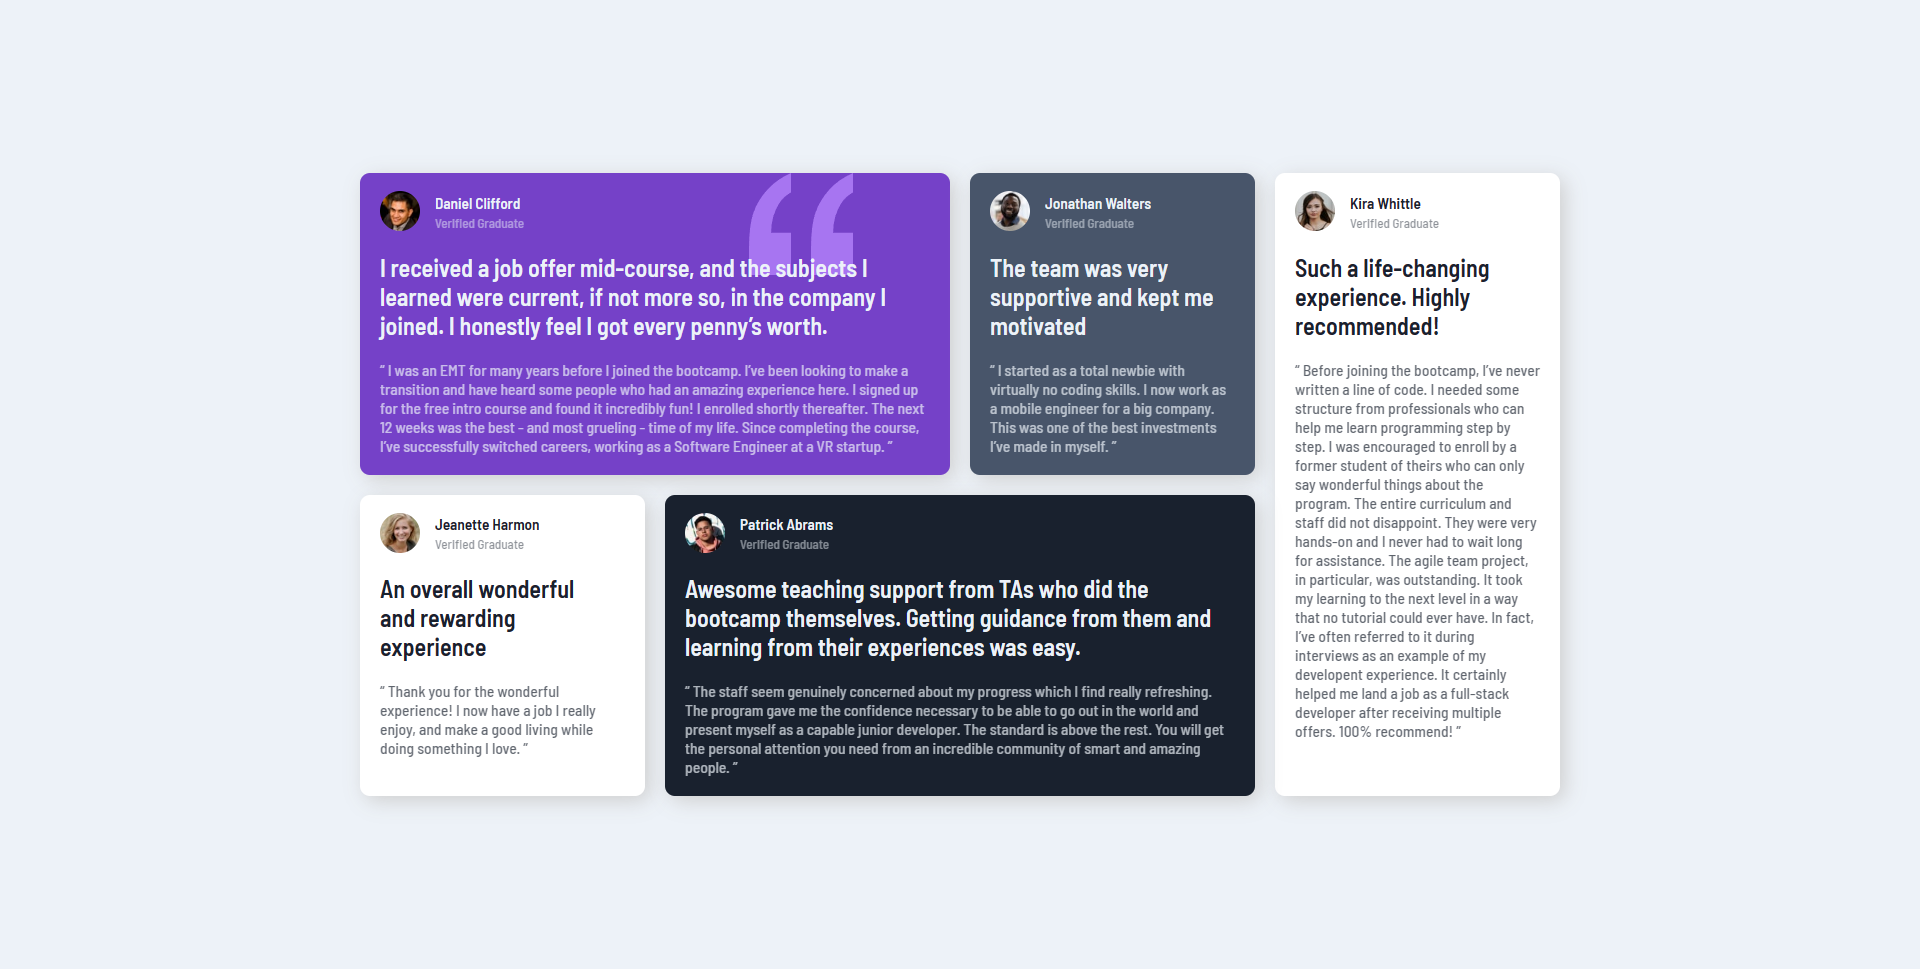 Daniel Clifford
Verified Graduate
I received a job offer mid-course, and the subjects I
learned were current, if not more so, in the company I
joined. I honestly feel I got every penny’s worth.
“ I was an EMT for many years before I joined the bootcamp. I’ve been looking to make a
transition and have heard some people who had an amazing experience here. I signed up
for the free intro course and found it incredibly fun! I enrolled shortly thereafter. The next
12 weeks was the best - and most grueling - time of my life. Since completing the course,
I’ve successfully switched careers, working as a Software Engineer at a VR startup. ”
Jonathan Walters
Verified Graduate
The team was very
supportive and kept me
motivated
“ I started as a total newbie with
virtually no coding skills. I now work as
a mobile engineer for a big company.
This was one of the best investments
I’ve made in myself. ”
Kira Whittle
Verified Graduate
Such a life-changing
experience. Highly
recommended!
“ Before joining the bootcamp, I’ve never
written a line of code. I needed some
structure from professionals who can
help me learn programming step by
step. I was encouraged to enroll by a
former student of theirs who can only
say wonderful things about the
program. The entire curriculum and
staff did not disappoint. They were very
hands-on and I never had to wait long
for assistance. The agile team project,
in particular, was outstanding. It took
my learning to the next level in a way
that no tutorial could ever have. In fact,
I’ve often referred to it during
interviews as an example of my
developent experience. It certainly
helped me land a job as a full-stack
developer after receiving multiple
offers. 100% recommend! ”
Jeanette Harmon
Verified Graduate
An overall wonderful
and rewarding
experience
“ Thank you for the wonderful
experience! I now have a job I really
enjoy, and make a good living while
doing something I love. ”
Patrick Abrams
Verified Graduate
Awesome teaching support from TAs who did the
bootcamp themselves. Getting guidance from them and
learning from their experiences was easy.
“ The staff seem genuinely concerned about my progress which I find really refreshing.
The program gave me the confidence necessary to be able to go out in the world and
present myself as a capable junior developer. The standard is above the rest. You will get
the personal attention you need from an incredible community of smart and amazing
people. ”